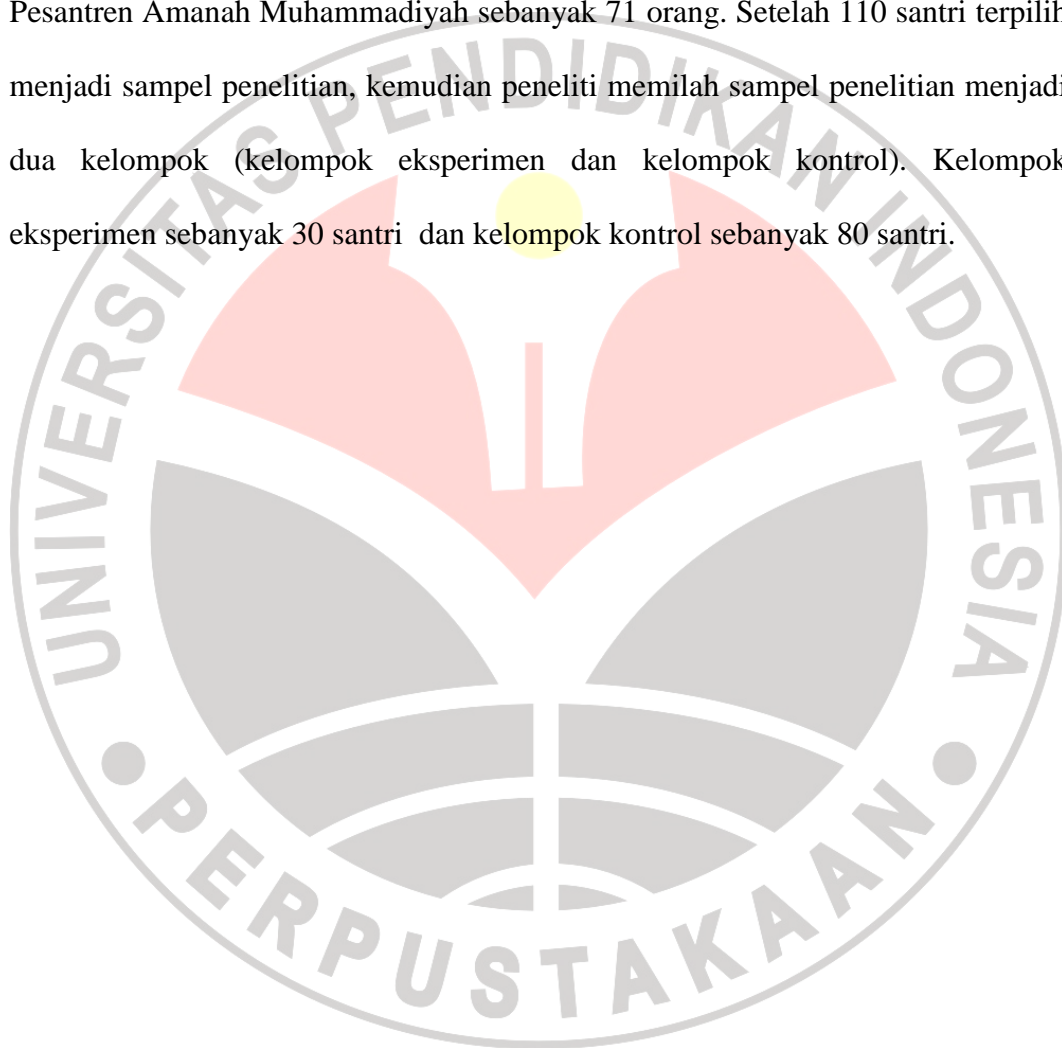 Pesantren Amanah Muhammadiyah sebanyak 71 orang. Setelah 110 santri terpilih
menjadi sampel penelitian, kemudian peneliti memilah sampel penelitian menjadi
dua kelompok (kelompok eksperimen dan kelompok kontrol). Kelompok
eksperimen sebanyak 30 santri dan kelompok kontrol sebanyak 80 santri.
UNIVERSITAS PENDIDIKAN INDONESIA
PERPUSTAKAAN